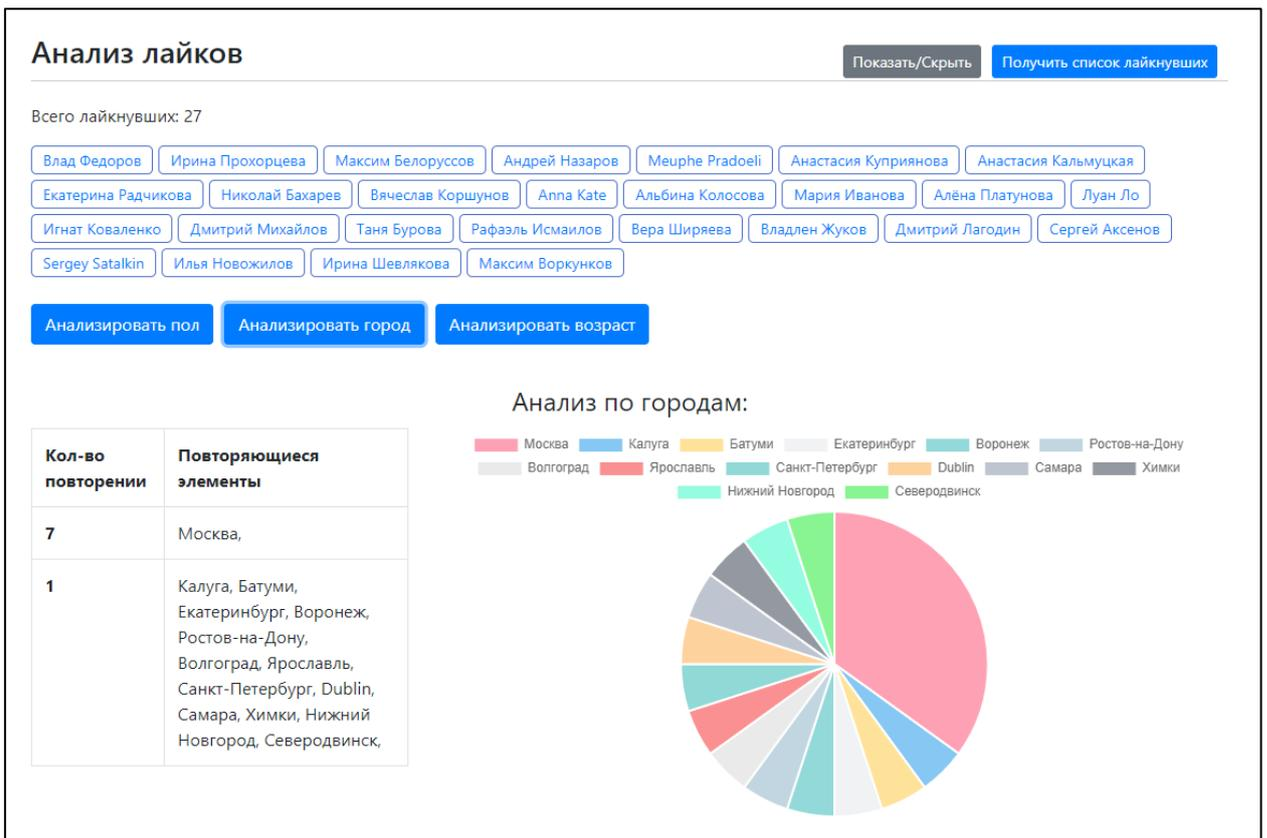 Анализ лайков
Показать/Скрыть Получить список лайкнувших
Всего лайкнувших: 27
Влад Федоров Ирина Прохорцева Максим Белоруссов Андрей Назаров Meuphe Pradoeli Анастасия Куприянова Анастасия Кальмуцкая
Екатерина Радчикова Николай Бахарев Вячеслав Коршунов Anna Kate Альбина Колосова Мария Иванова Алёна Платунова Луан Ло
Игнат Коваленко Дмитрий Михайлов Таня Бурова Рафаэль Исмаилов Вера Ширяева Владлен Жуков Дмитрий Лагодин Сергей Аксенов
Sergey Satalkin Илья Новожилов Ирина Шевлякова Максим Воркунков
Анализировать пол Анализировать город Анализировать возраст
Анализ по городам:
Кол-во
повторении
Повторяющиеся
элементы
7
Москва,
1
Калуга, Батуми,
Екатеринбург, Воронеж,
Ростов-на-Дону,
Волгоград, Ярославль,
Санкт-Петербург, Dublin,
Самара, Химки, Нижний
Новгород, Северодвинск,
Москва Калуга Батуми Екатеринбург Воронеж Ростов-на-Дону
Волгоград Ярославль Санкт-Петербург Dublin Самара Химки
Нижний Новгород Северодвинск